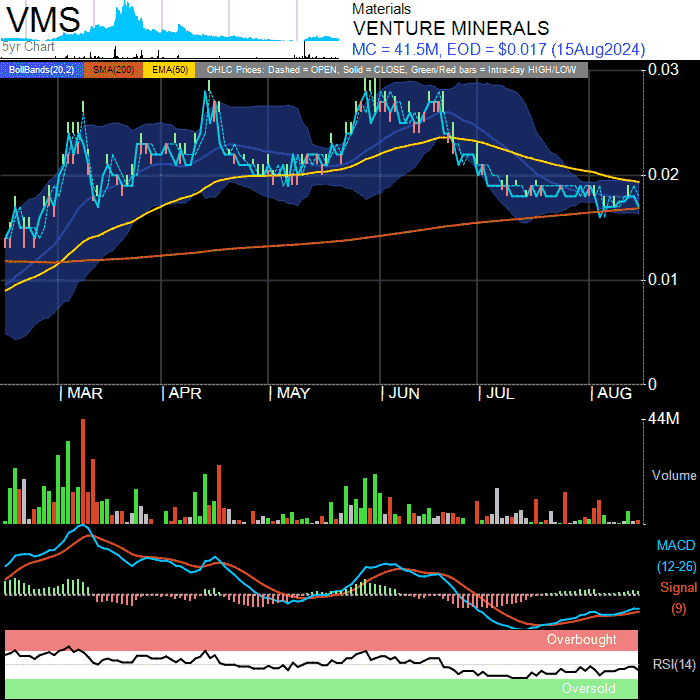 VMS
5yr Chart
Materials
VENTURE MINERALS
MC = 41.5M, EOD = $0.017 (15Aug2024)
BollBands(20,2) SMA(200) EMA(50) OHLC Prices: Dashed = OPEN, Solid = CLOSE, Green/Red bars = Intra-day HIGH/LOW
0.03
0.02
0.01
0
MAR APR MAY JUN JUL AUG
44M
Volume
MACD
(12-26)
Signal
(9)
Overbought
RSI(14)
Oversold